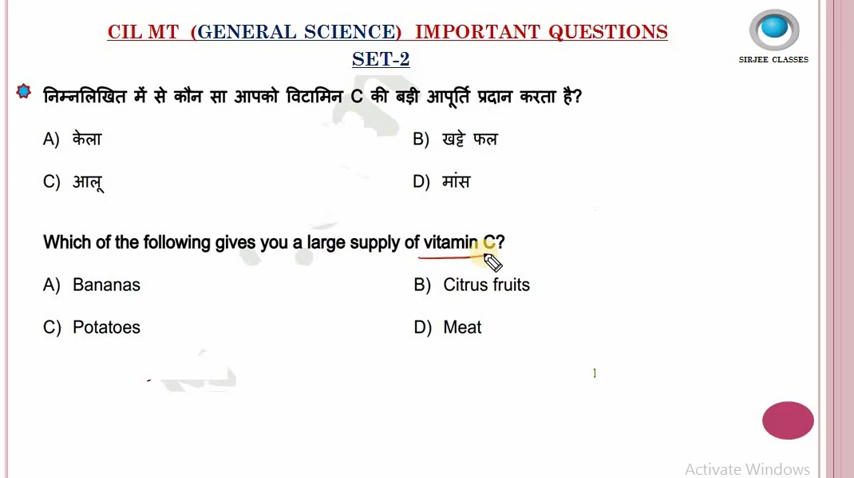 CIL MT (GENERAL SCIENCE) IMPORTANT QUESTIONS
SET-2
SIRJEE CLASSES
निम्नलिखित में से कौन सा आपको विटामिन C की बड़ी आपूर्ति प्रदान करता है?
A) केला
B) खट्टे फल
C) आलू
D) मांस
Which of the following gives you a large supply of vitamin C?
A) Bananas
B) Citrus fruits
C) Potatoes
D) Meat
Activate Windows